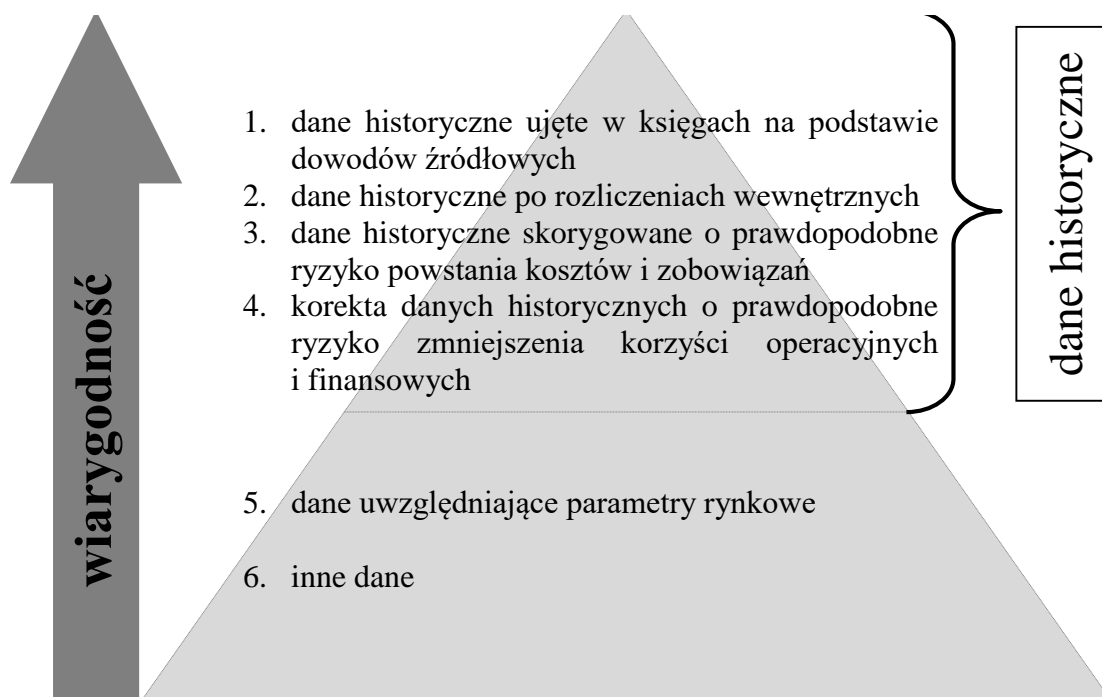 1. dane historyczne ujęte w księgach na podstawie
dowodów źródłowych
2. dane historyczne po rozliczeniach wewnętrznych
3. dane historyczne skorygowane o prawdopodobne
ryzyko powstania kosztów i zobowiązań
4. korekta danych historycznych o prawdopodobne
ryzyko zmniejszenia korzyści operacyjnych
i finansowych
5. dane uwzględniające parametry rynkowe
6. inne dane
wiarygodność
dane historyczne